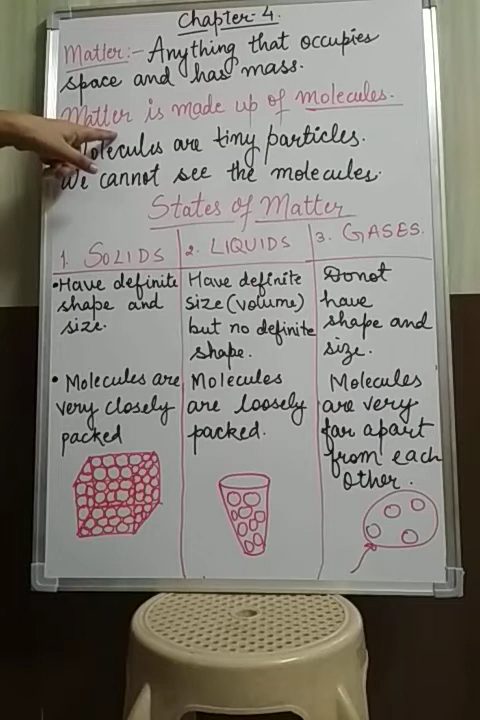 Chapter 4.
Matter:- Anything that occupies
space and has mass.
Matter is made up of molecules.
Molecules are tiny particles.
We cannot see the molecules.
States of Matter
1. SOLIDS
• Have definite
shape and
size.
• Molecules are
very closely
packed
2. LIQUIDS
Have definite
size (volume)
but no definite
shape.
Molecules
are loosely
packed.
3. GASES.
Donot
have
shape and
size.
Molecules
are very
far apart
from each
other.